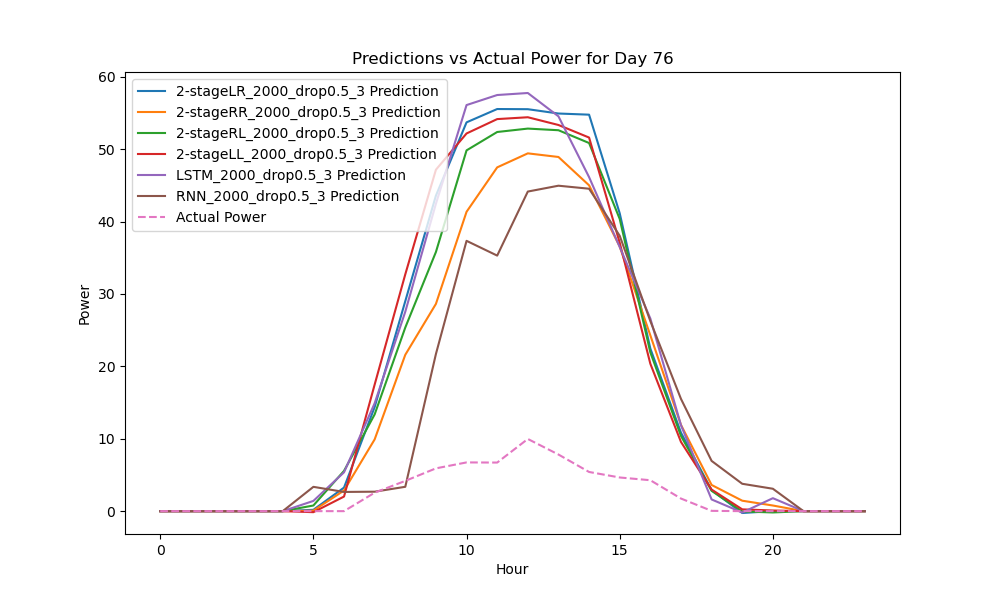 Predictions vs Actual Power for Day 76
60
50
40
30
20
10
0
Power
2-stageLR_2000_drop0.5_3 Prediction
2-stageRR_2000_drop0.5_3 Prediction
2-stageRL_2000_drop0.5_3 Prediction
2-stageLL_2000_drop0.5_3 Prediction
LSTM_2000_drop0.5_3 Prediction
RNN_2000_drop0.5_3 Prediction
Actual Power
0 5 10 15 20
Hour